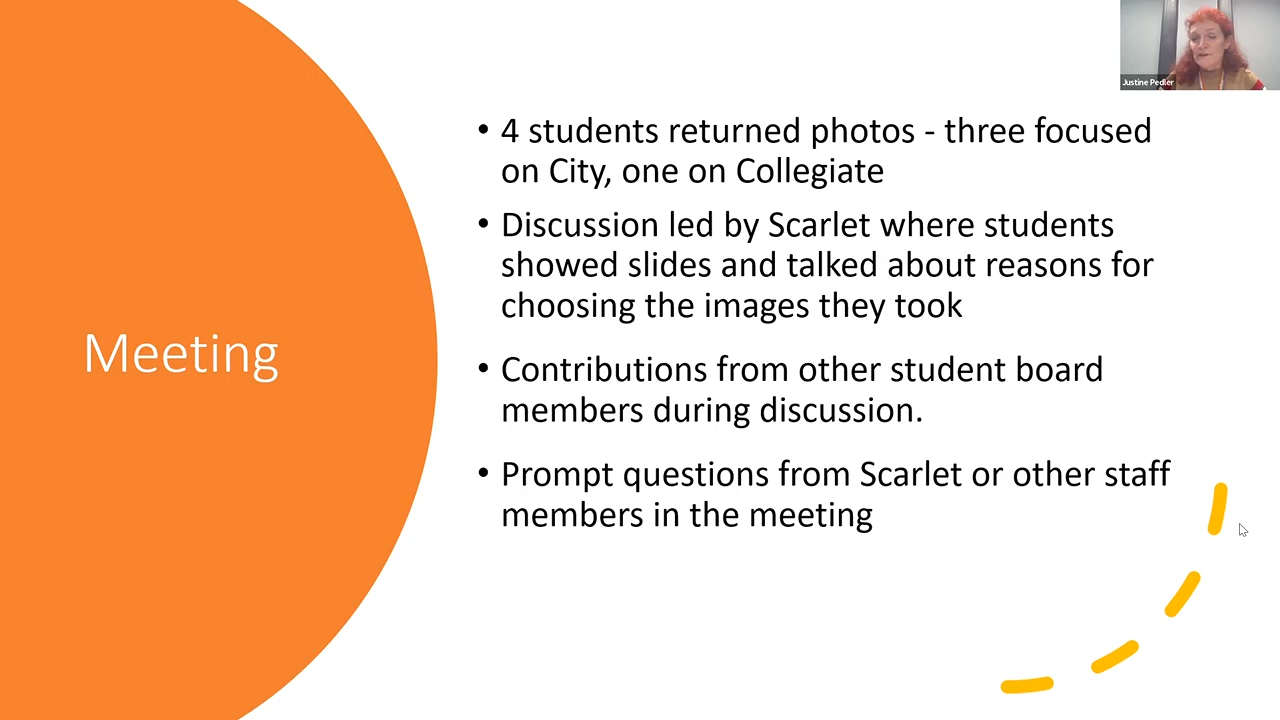 Justine Pedler
Meeting
• 4 students returned photos - three focused
on City, one on Collegiate
• Discussion led by Scarlet where students
showed slides and talked about reasons for
choosing the images they took
• Contributions from other student board
members during discussion.
• Prompt questions from Scarlet or other staff
members in the meeting